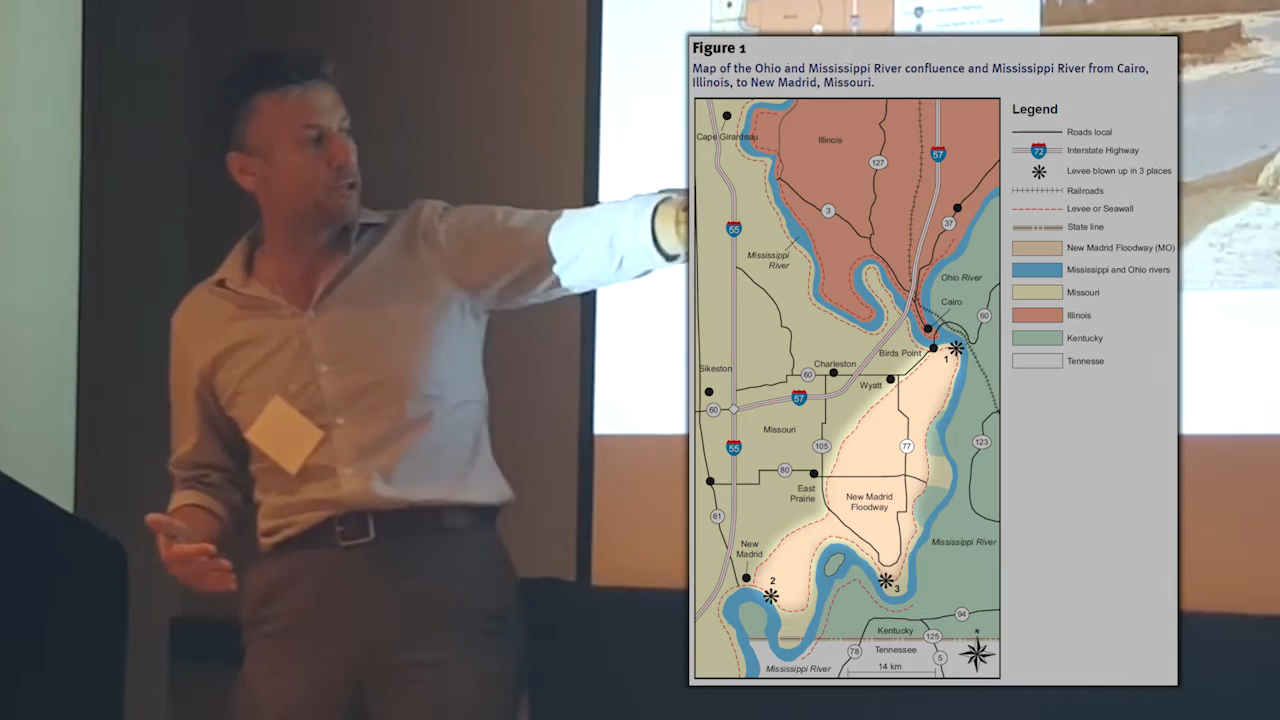 Figure 1
Map of the Ohio and Mississippi River confluence and Mississippi River from Cairo,
Illinois, to New Madrid, Missouri.
Legend
Roads local
72 Interstate Highway
Levee blown up in 3 places
Railroads
Levee or Seawall
State line
New Madrid Floodway (MO)
Mississippi and Ohio rivers
Missouri
Illinois
Kentucky
Tennesse
Cape Girardeau
Illinois
127
57
3
37
55
Mississippi
River
Ohio River
Cairo
60
Birds Point
1
Charleston
Sikeston
60
Wyatt
57
60
Missouri
55
105
77
123
80
East
Prairie
New Madrid
Floodway
61
Mississippi River
New
Madrid
2
3
94
Kentucky
125
Tennessee
78
5
N
Mississippi River
14 km